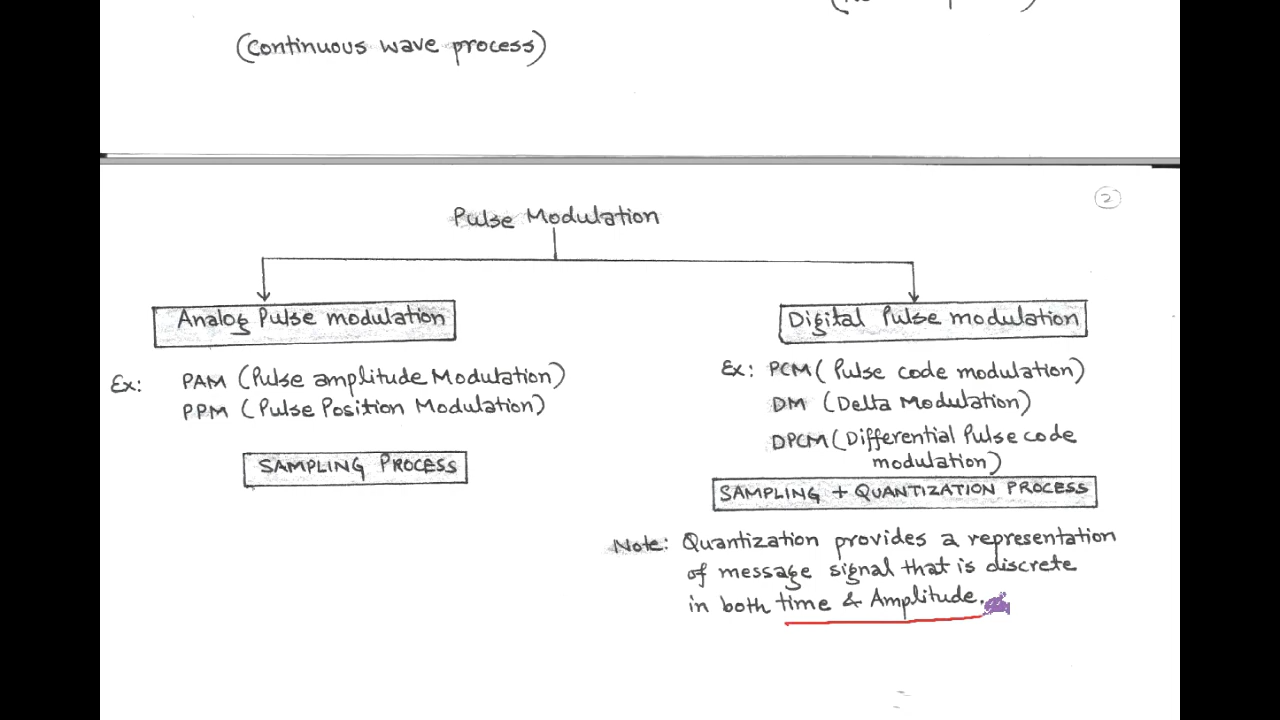 (continuous wave process)
2
Pulse Modulation
Analog Pulse modulation
Digital Pulse modulation
Ex: PAM (Pulse amplitude Modulation)
PPM (Pulse Position Modulation)
SAMPLING PROCESS
Ex: PCM (Pulse code modulation)
DM (Delta Modulation)
DPCM (Differential Pulse code
modulation)
SAMPLING + QUANTIZATION PROCESS
Note: Quantization provides a representation
of message signal that is discrete
in both time & Amplitude.